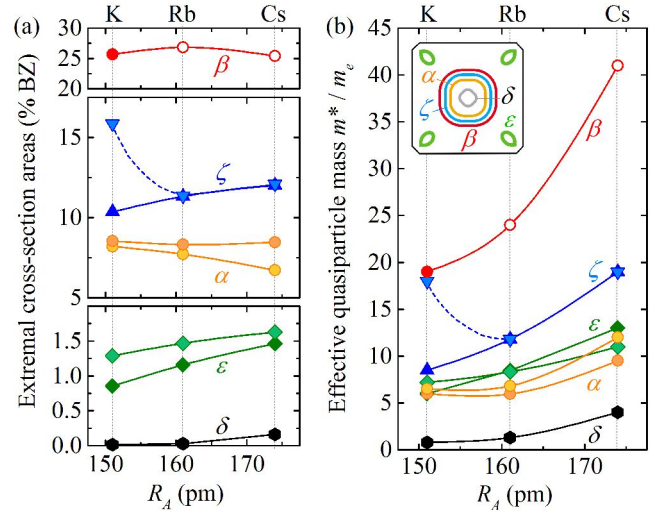 (a)
K Rb Cs
30
25
20
β
15
10
5
ζ
α
1.5
1.0
0.5
0.0
ε
δ
150 160 170
R_A (pm)
Extremal cross-section areas (% BZ)
(b)
K Rb Cs
45
40
35
30
25
20
15
10
5
0
α
ζ
β
δ
ε
β
ζ
ε
α
δ
150 160 170
R_A (pm)
Effective quasiparticle mass m* / m_e